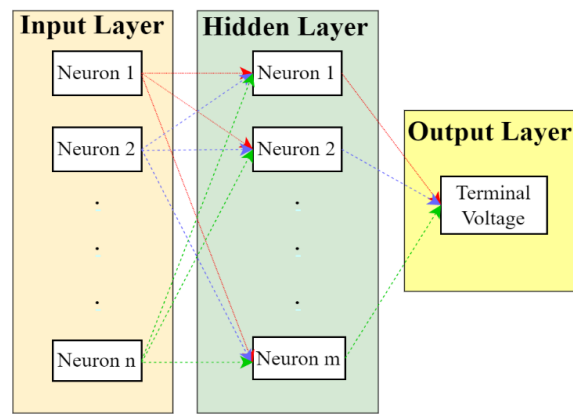 Input Layer
Neuron 1
Neuron 2
Neuron n
Hidden Layer
Neuron 1
Neuron 2
Neuron m
Output Layer
Terminal
Voltage